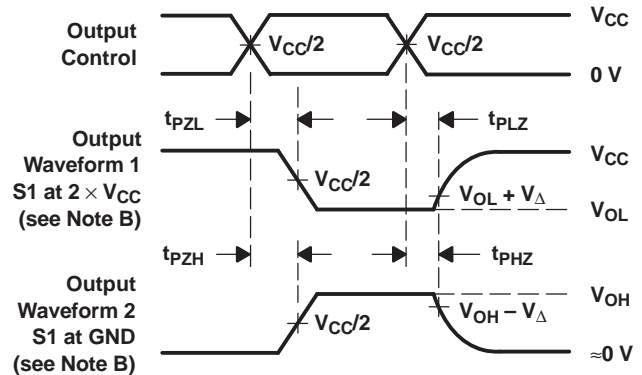 Output
Control
V_CC/2
V_CC/2
V_CC
0 V
t_PZL
t_PLZ
Output
Waveform 1
S1 at 2 × V_CC
(see Note B)
V_CC/2
V_CC
V_OL + V_Δ
V_OL
t_PZH
t_PHZ
Output
Waveform 2
S1 at GND
(see Note B)
V_CC/2
V_OH
V_OH − V_Δ
≈0 V